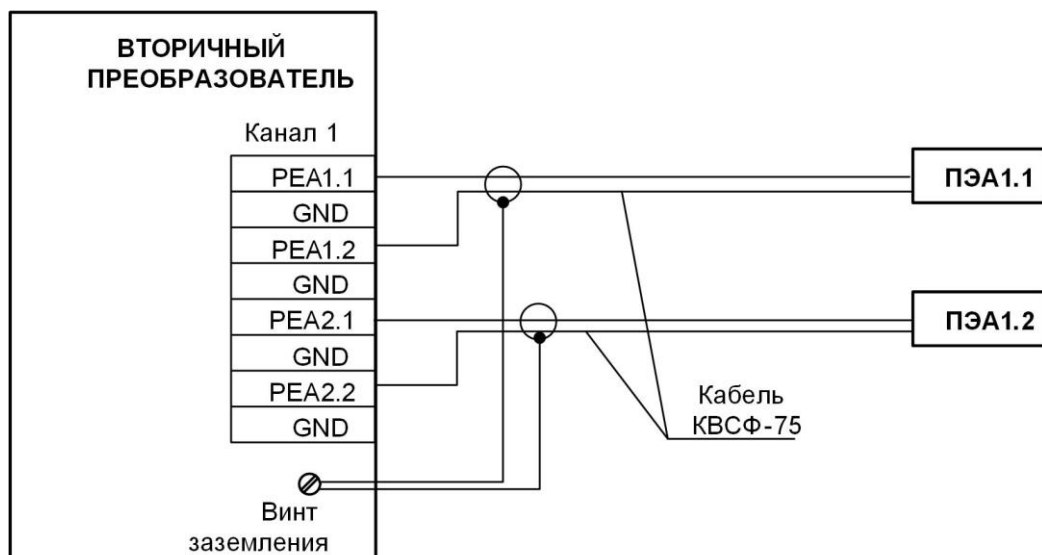 ВТОРИЧНЫЙ
ПРЕОБРАЗОВАТЕЛЬ
Канал 1
PEA1.1
GND
PEA1.2
GND
PEA2.1
GND
PEA2.2
GND
Винт
заземления
ПЭА1.1
ПЭА1.2
Кабель
КВСФ-75